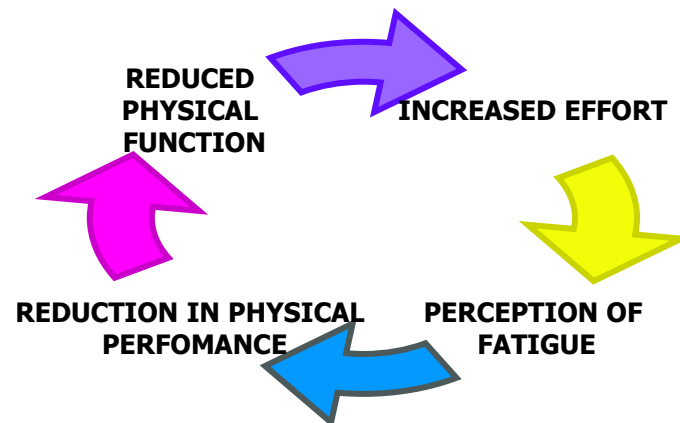 REDUCED
PHYSICAL
FUNCTION
INCREASED EFFORT
REDUCTION IN PHYSICAL
PERFOMANCE
PERCEPTION OF
FATIGUE